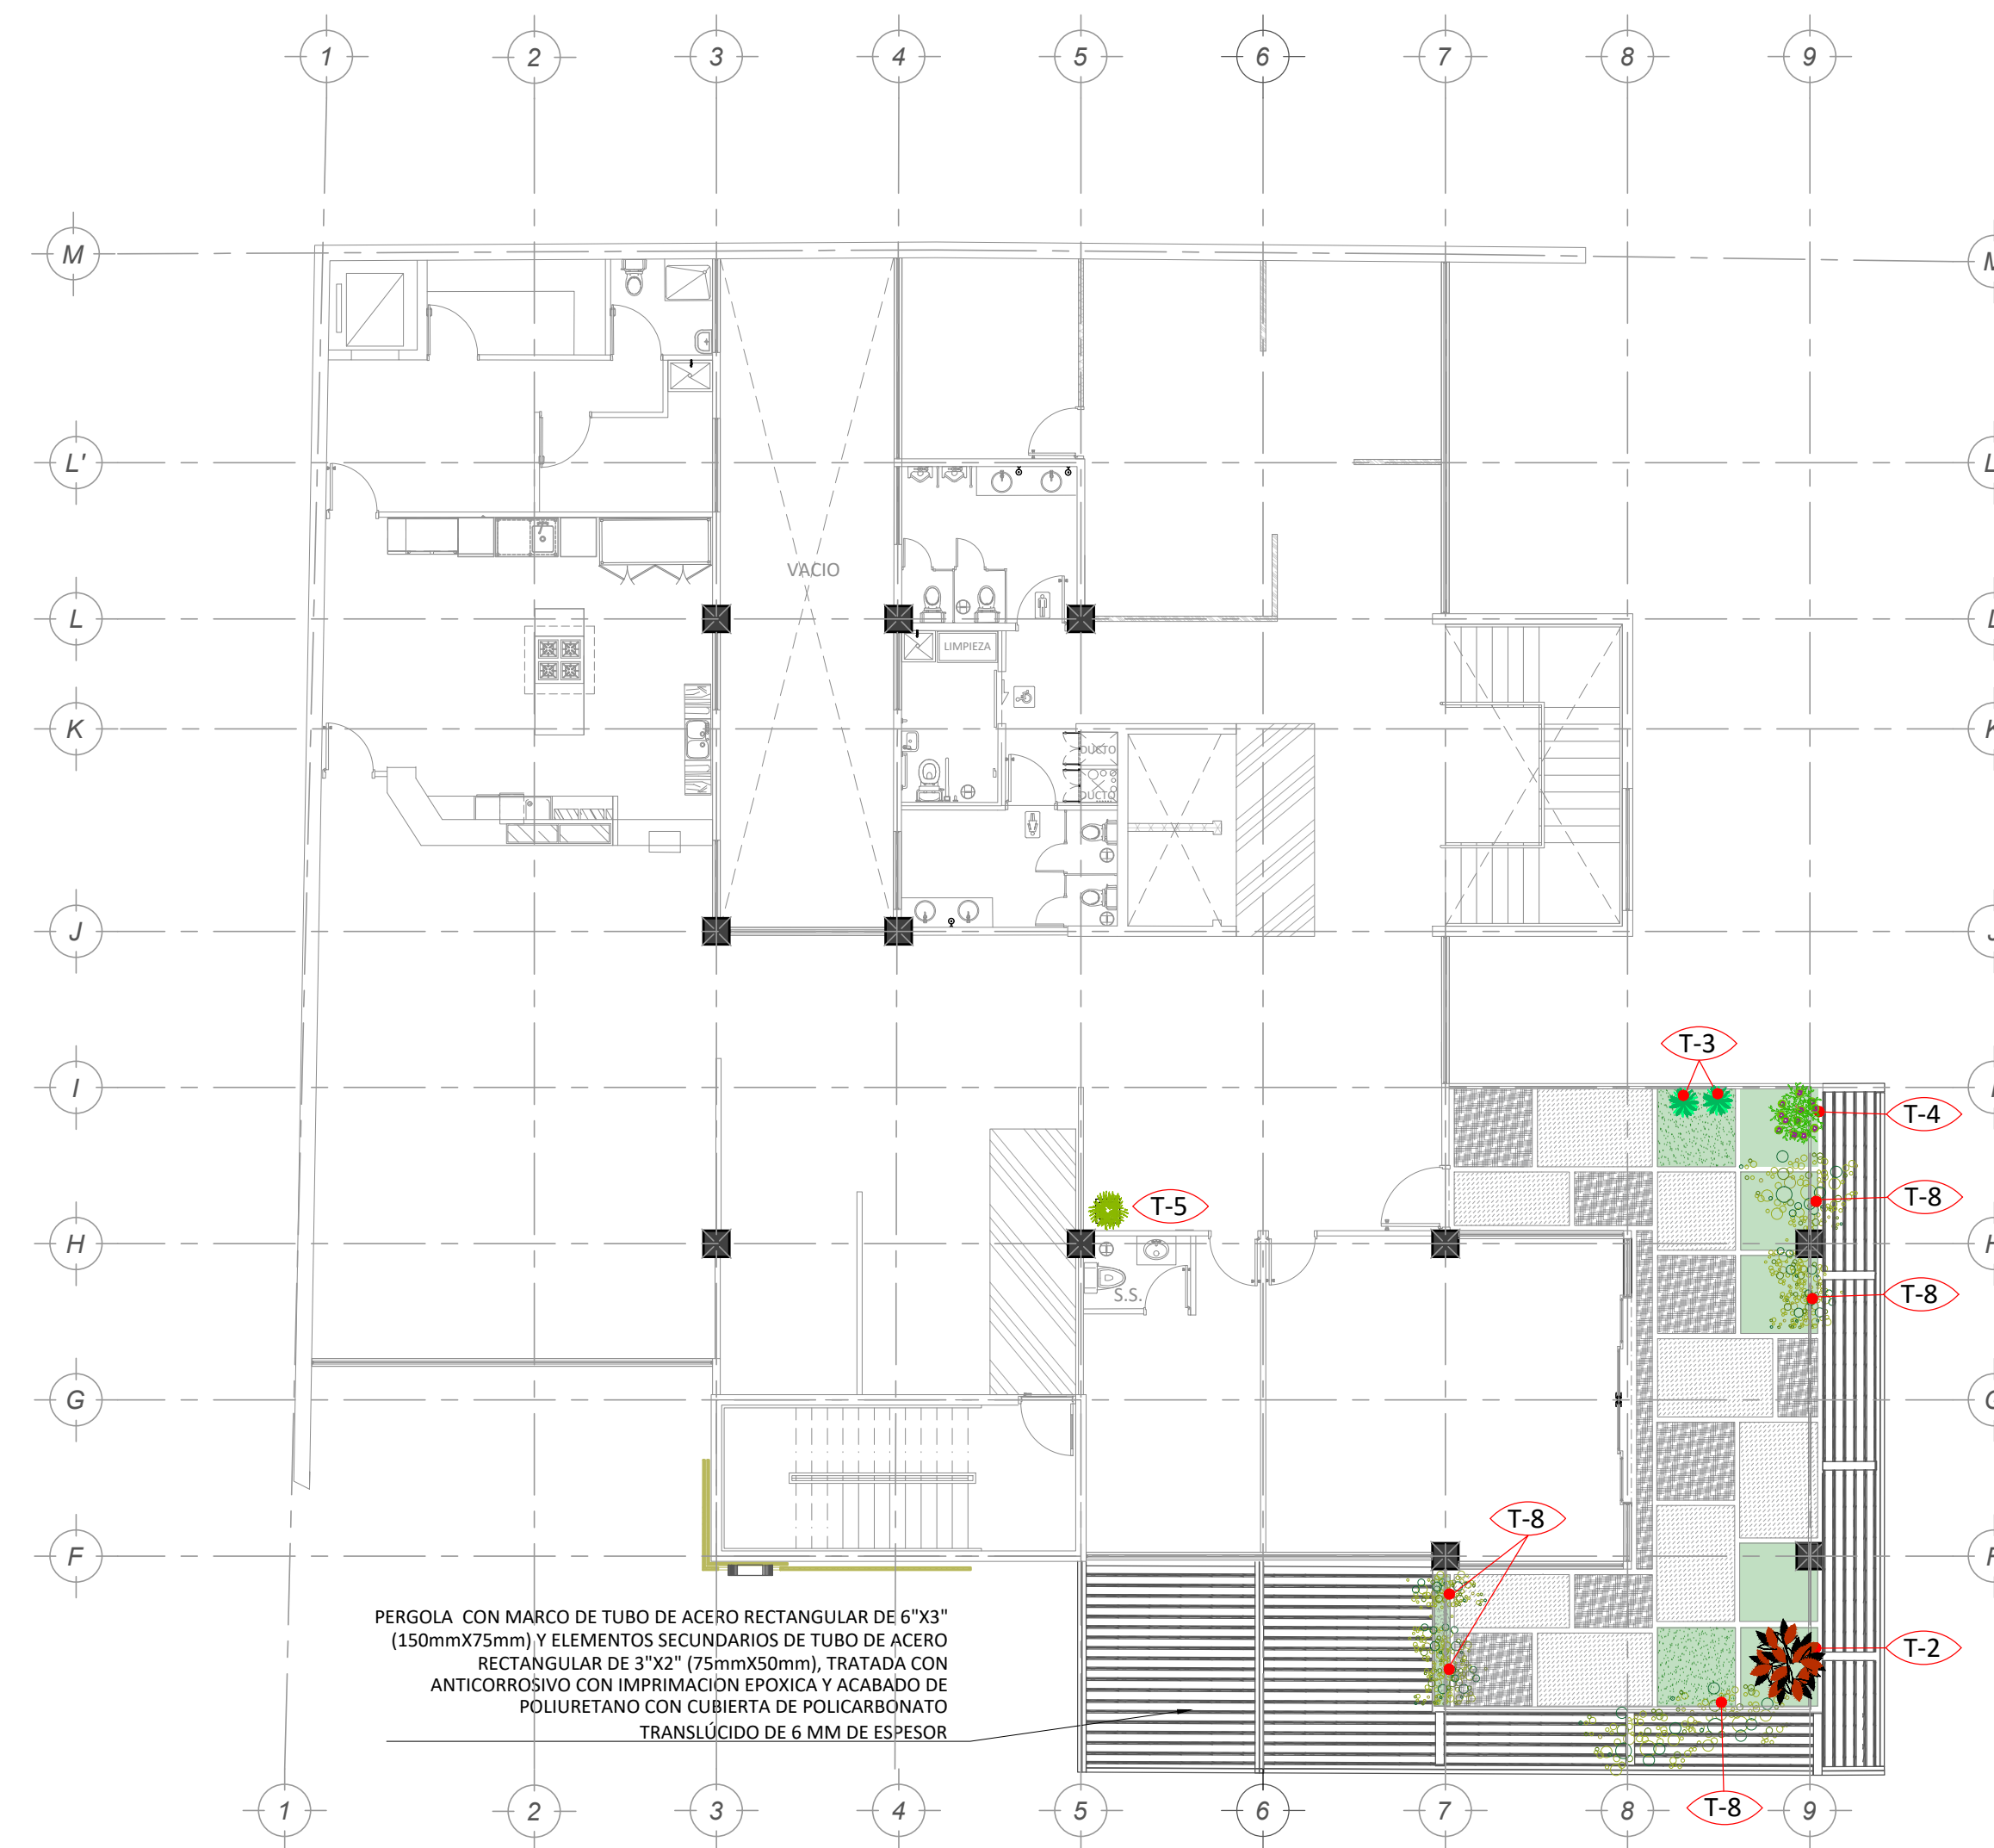 1 2 3 4 5 6 7 8 9
M M
L' L
VACIO
L L
LIMPIEZA
K K
DUCTO
DUCTO
J J
T-3
I I
T-4
T-8
T-5
H H
S.S.
T-8
G G
T-8
F F
PERGOLA CON MARCO DE TUBO DE ACERO RECTANGULAR DE 6"X3"
(150mmX75mm) Y ELEMENTOS SECUNDARIOS DE TUBO DE ACERO
RECTANGULAR DE 3"X2" (75mmX50mm), TRATADA CON
ANTICORROSIVO CON IMPRIMACION EPOXICA Y ACABADO DE
POLIURETANO CON CUBIERTA DE POLICARBONATO
TRANSLÚCIDO DE 6 MM DE ESPESOR
T-2
T-8
1 2 3 4 5 6 7 8 9